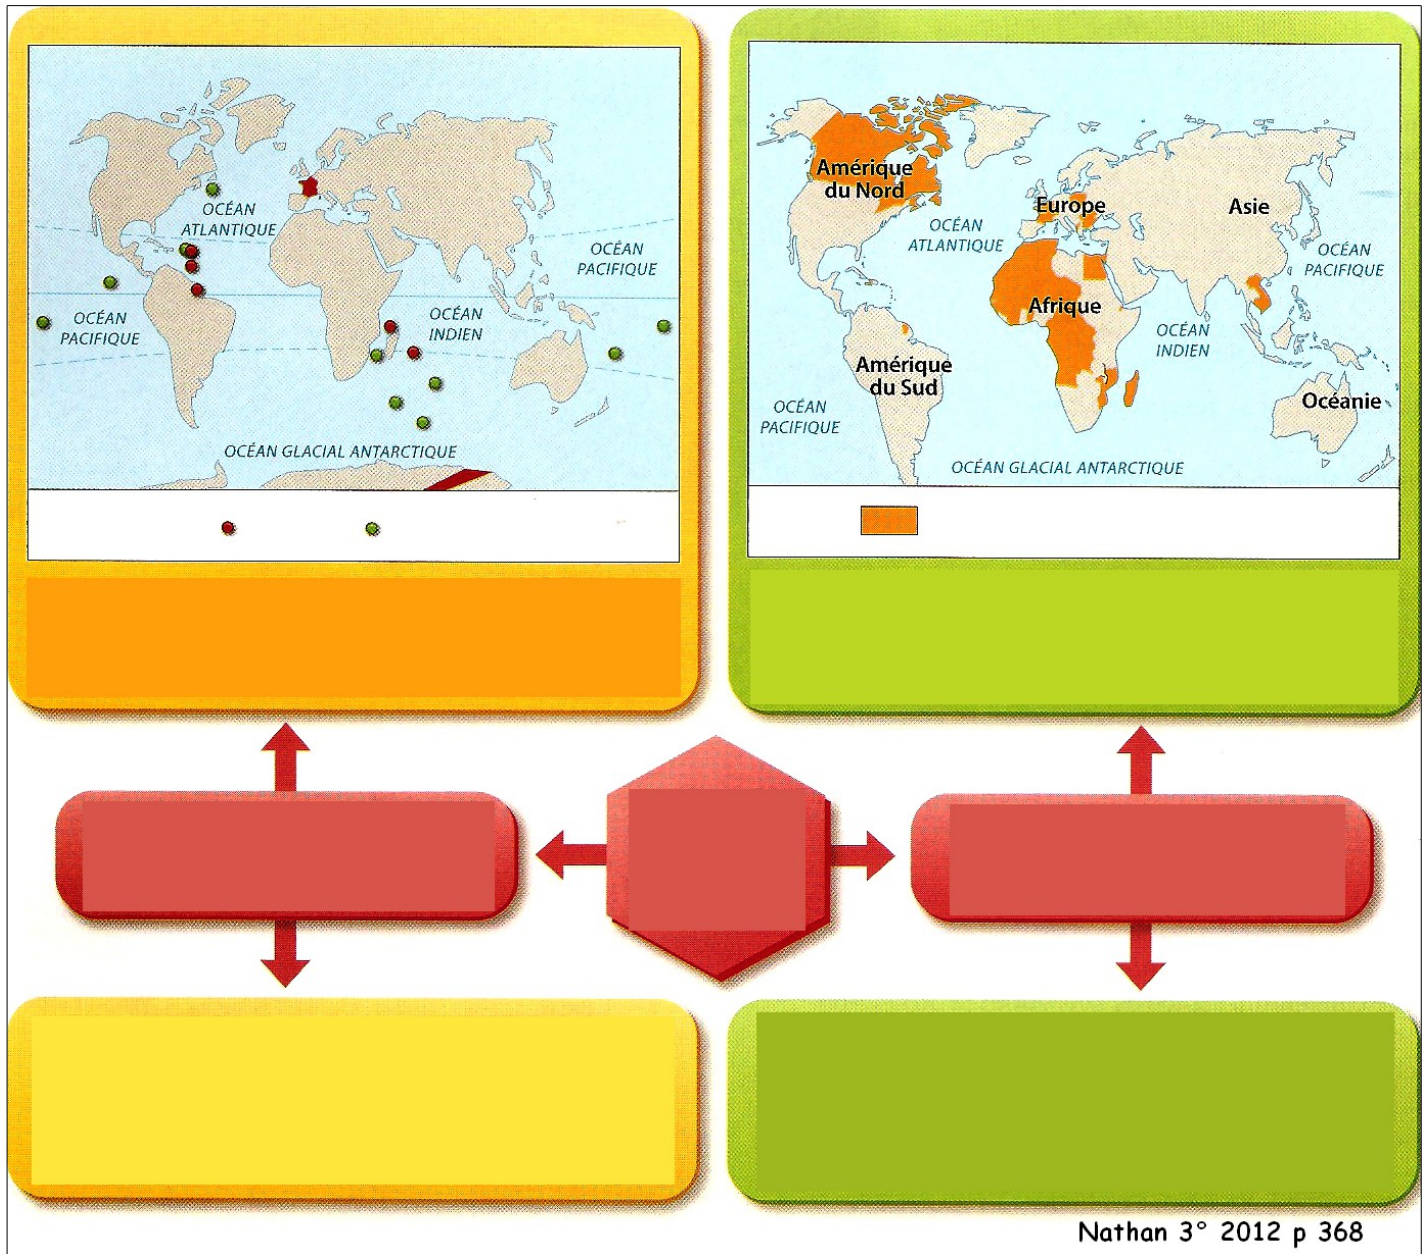 OCÉAN
ATLANTIQUE
OCÉAN
PACIFIQUE
OCÉAN
PACIFIQUE
OCÉAN
INDIEN
OCÉAN GLACIAL ANTARCTIQUE
Amérique
du Nord
Europe
Asie
OCÉAN
ATLANTIQUE
OCÉAN
PACIFIQUE
Afrique
OCÉAN
INDIEN
Amérique
du Sud
Océanie
OCÉAN
PACIFIQUE
OCÉAN GLACIAL ANTARCTIQUE
Nathan 3° 2012 p 368